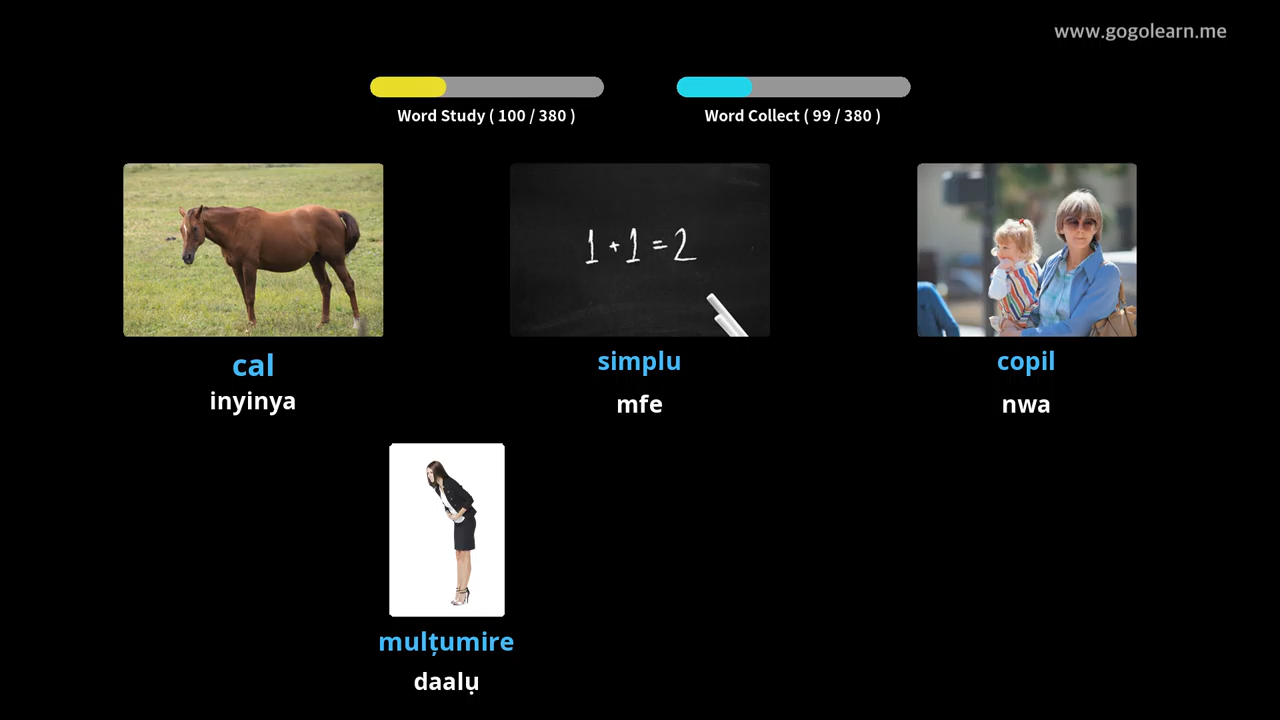 www.gogolearn.me
Word Study ( 100 / 380 )
Word Collect ( 99 / 380 )
1 + 1 = 2
cal
inyinya
simplu
mfe
copil
nwa
mulțumire
daalụ